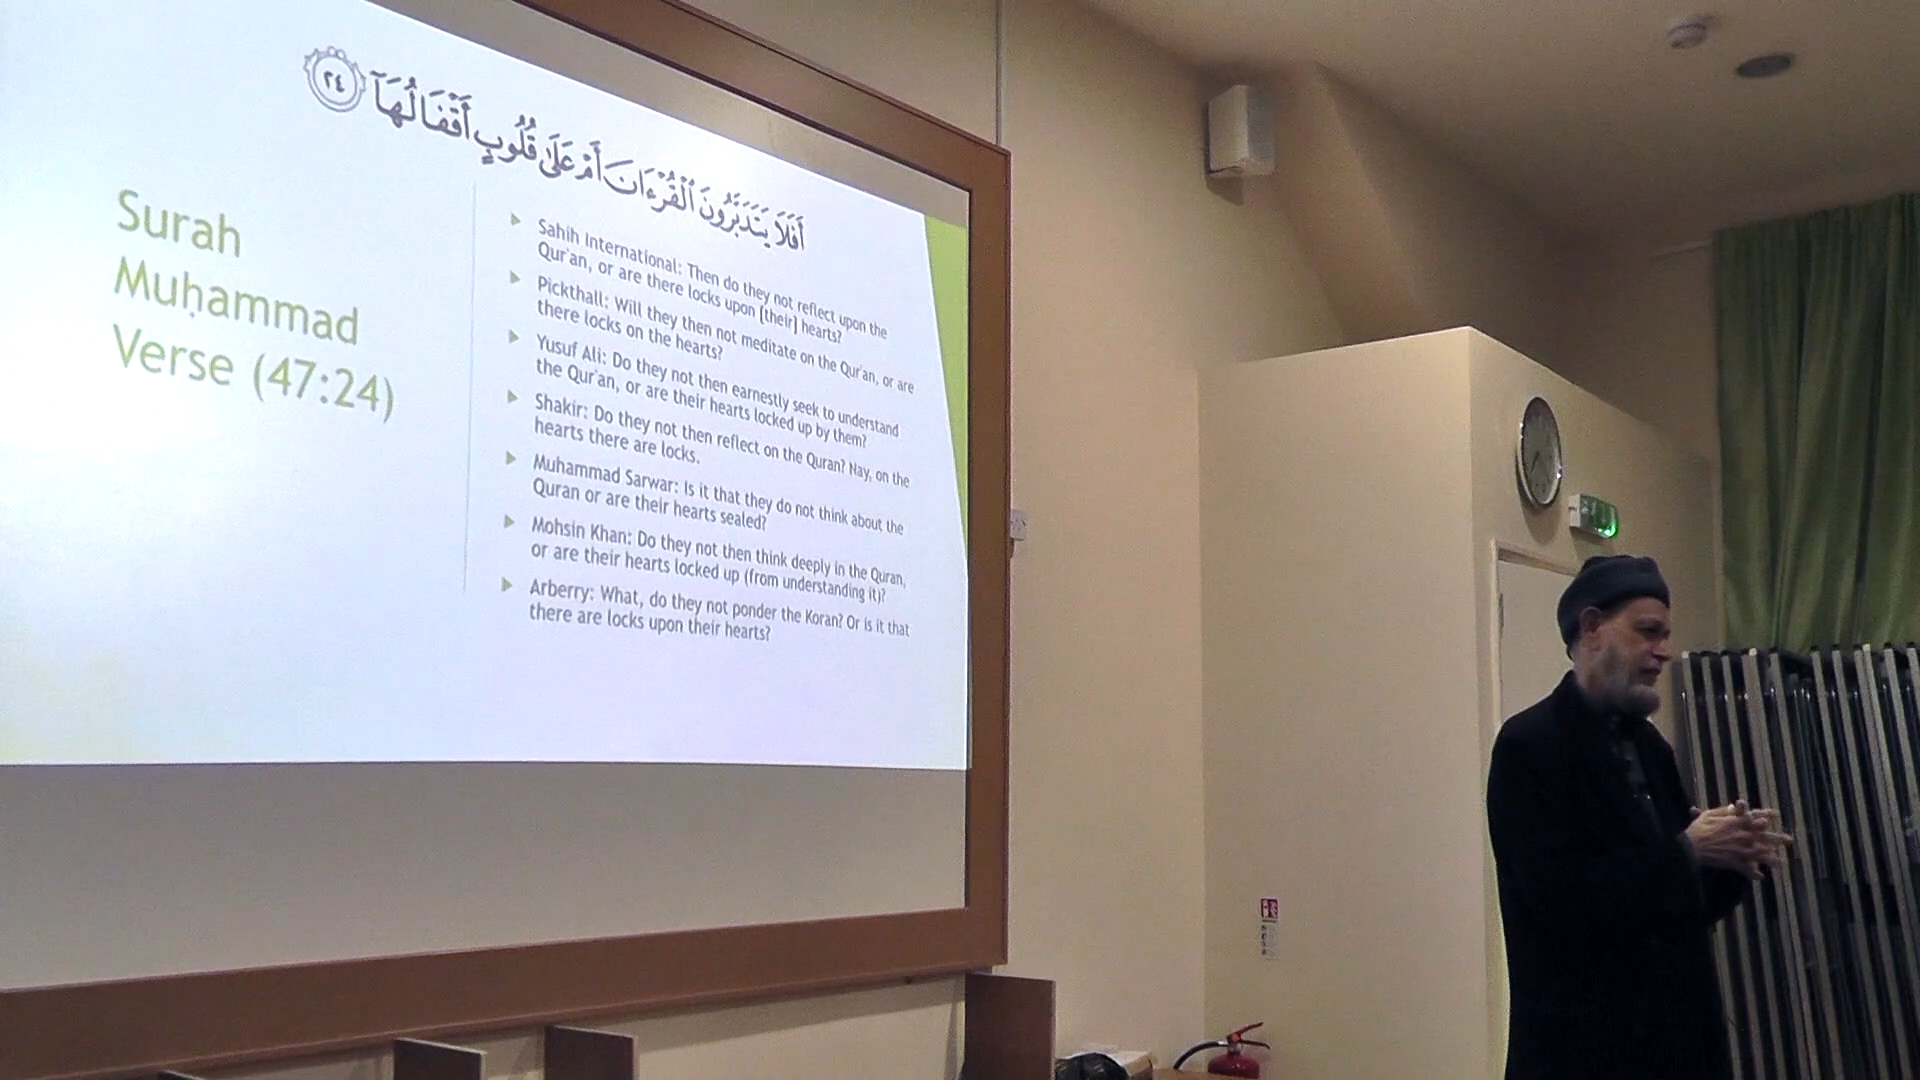 أَفَلَا يَتَدَبَّرُونَ ٱلْقُرْءَانَ أَمْ عَلَىٰ قُلُوبٍ أَقْفَالُهَآ ٢٤
Surah
Muḥammad
Verse (47:24)
Sahih International: Then do they not reflect upon the
Qur'an, or are there locks upon [their] hearts?
Pickthall: Will they then not meditate on the Qur'an, or are
there locks on the hearts?
Yusuf Ali: Do they not then earnestly seek to understand
the Qur'an, or are their hearts locked up by them?
Shakir: Do they not then reflect on the Quran? Nay, on the
hearts there are locks.
Muhammad Sarwar: Is it that they do not think about the
Quran or are their hearts sealed?
Mohsin Khan: Do they not then think deeply in the Quran,
or are their hearts locked up (from understanding it)?
Arberry: What, do they not ponder the Koran? Or is it that
there are locks upon their hearts?